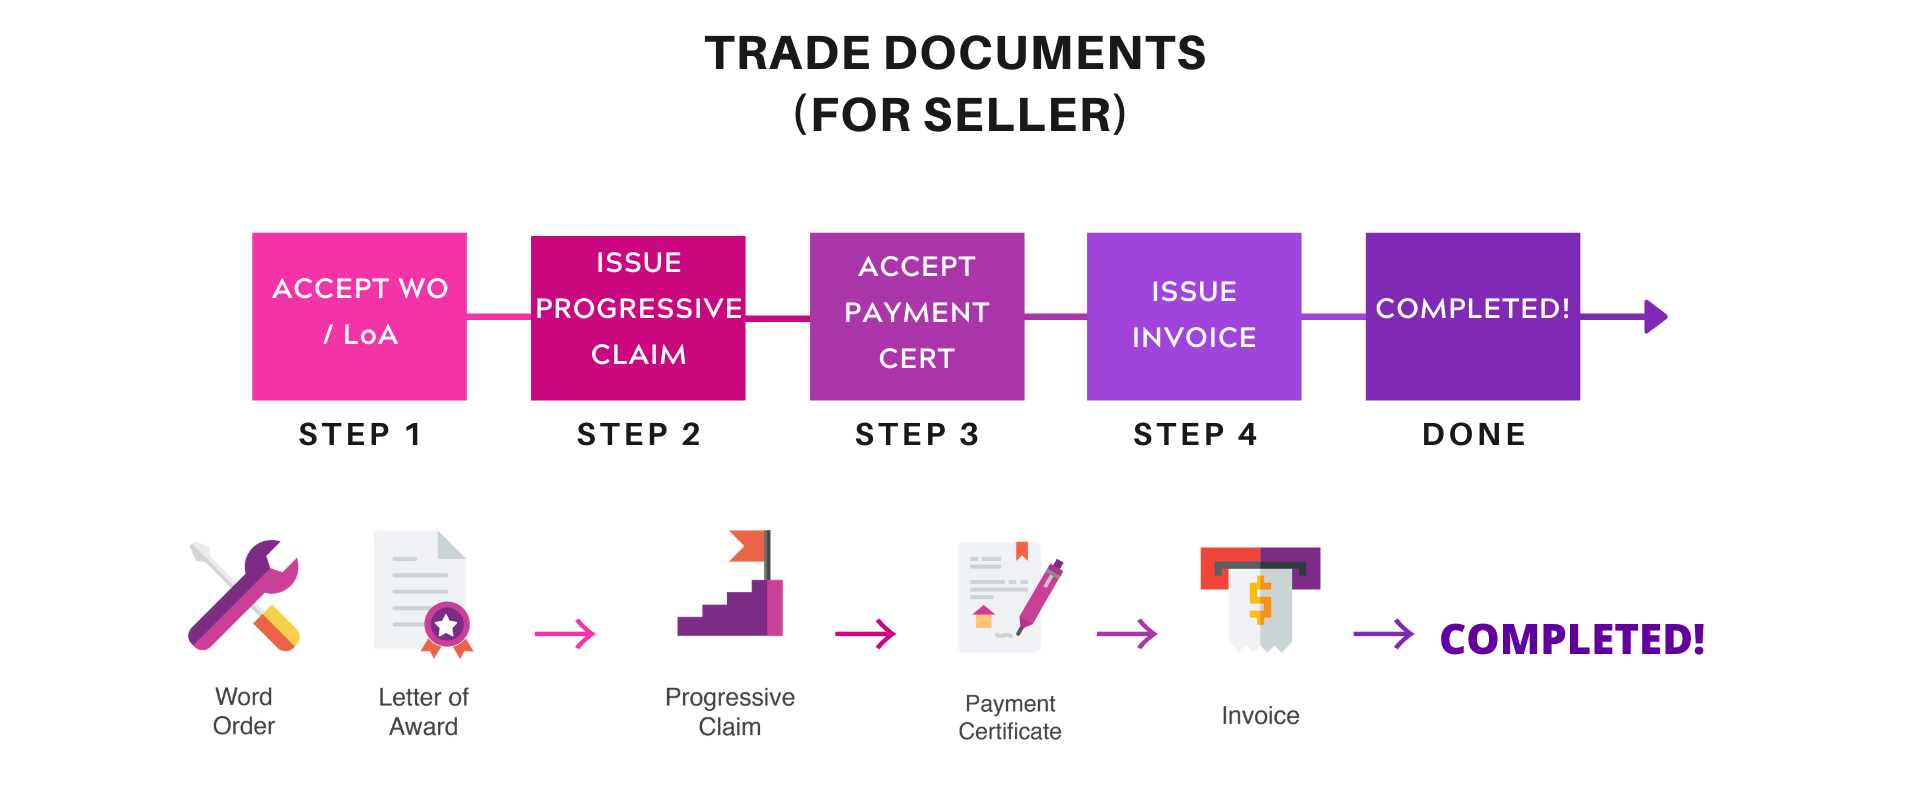 TRADE DOCUMENTS
(FOR SELLER)
ACCEPT WO
/ LoA
ISSUE
PROGRESSIVE
CLAIM
ACCEPT
PAYMENT
CERT
ISSUE
INVOICE
COMPLETED!
STEP 1
STEP 2
STEP 3
STEP 4
DONE
$
COMPLETED!
Word
Order
Letter of
Award
Progressive
Claim
Payment
Certificate
Invoice